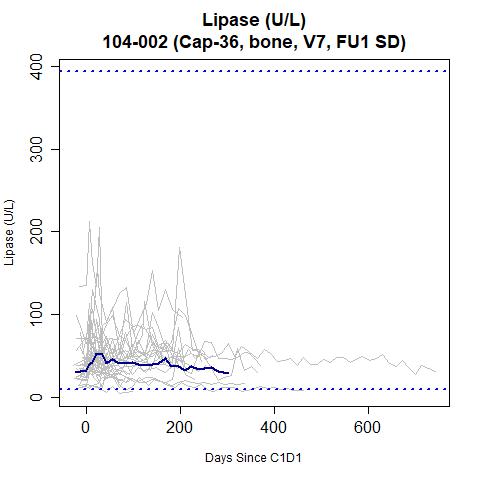 Lipase (U/L)
104-002 (Cap-36, bone, V7, FU1 SD)
400
300
200
100
0
Lipase (U/L)
0 200 400 600
Days Since C1D1